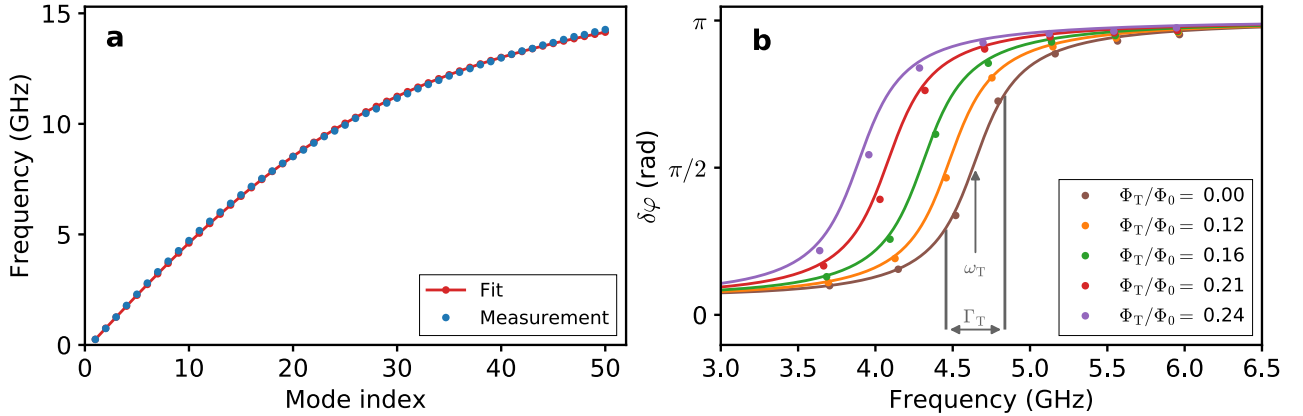 a
Frequency (GHz)
15
10
5
0
0 10 20 30 40 50
Mode index
Fit
Measurement
b
δφ (rad)
π
π/2
0
3.0 3.5 4.0 4.5 5.0 5.5 6.0 6.5
Frequency (GHz)
ω_T
Γ_T
Φ_T/Φ_0 = 0.00
Φ_T/Φ_0 = 0.12
Φ_T/Φ_0 = 0.16
Φ_T/Φ_0 = 0.21
Φ_T/Φ_0 = 0.24